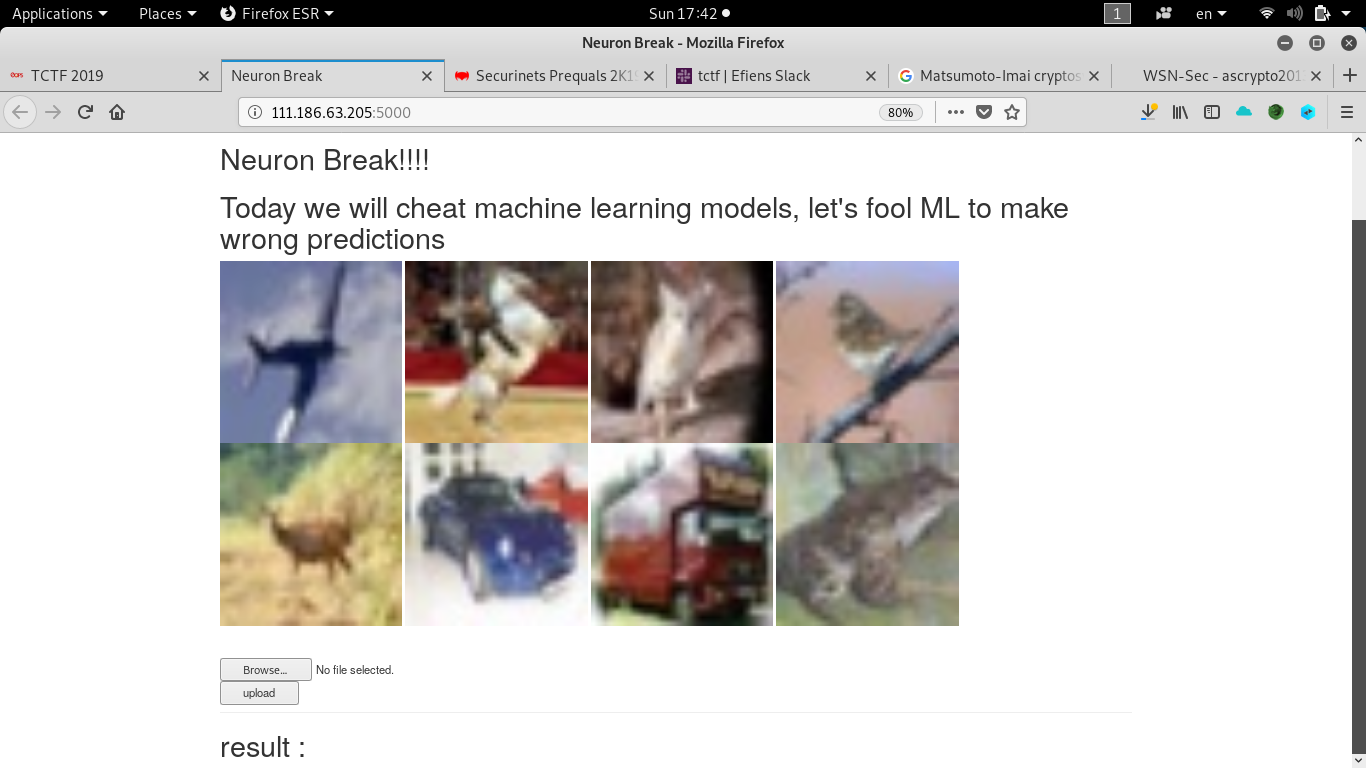 Applications Places Firefox ESR Sun 17:42 1 en
Neuron Break - Mozilla Firefox
TCTF 2019 Neuron Break Securinets Prequals 2K1 tctf | Efiens Slack Matsumoto-Imai cryptos WSN-Sec - ascrypto201
111.186.63.205:5000 80%
Neuron Break!!!!
Today we will cheat machine learning models, let's fool ML to make
wrong predictions
Browse... No file selected.
upload
result :